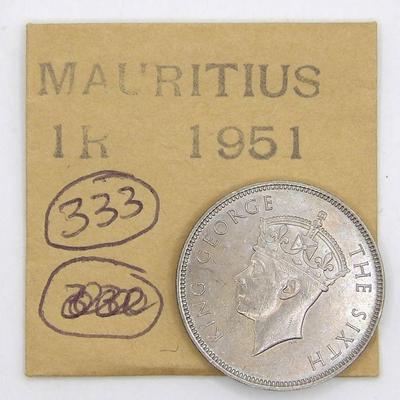 MAURITIUS
1R 1951
333
KING GEORGE THE SIXTH